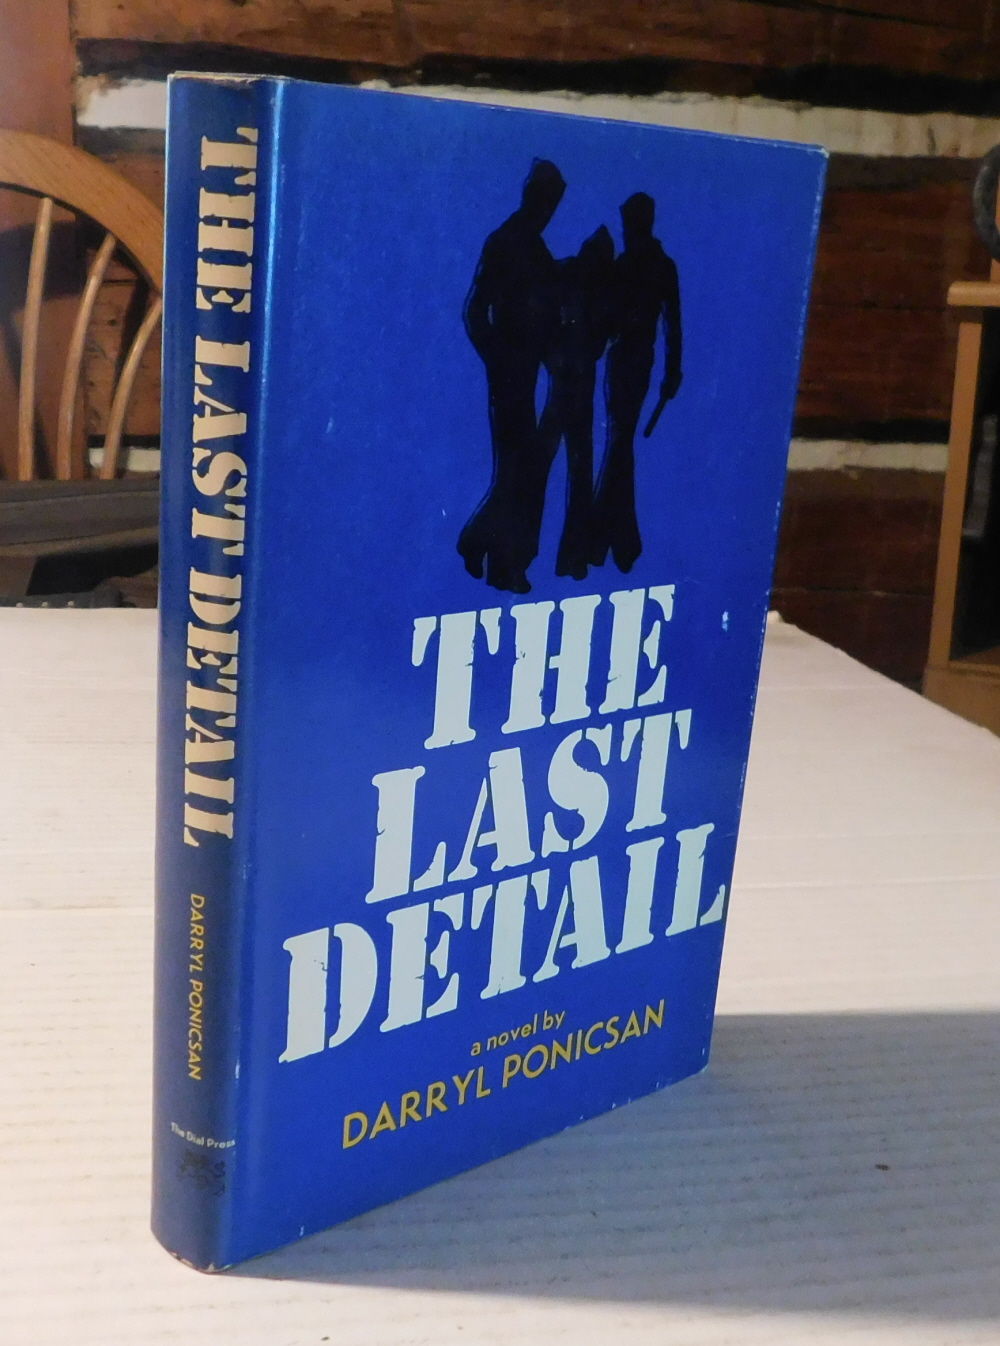 THE LAST DETAIL
DARRYL PONICSAN
The Dial Press
THE
LAST
DETAIL
a novel by
DARRYL PONICSAN